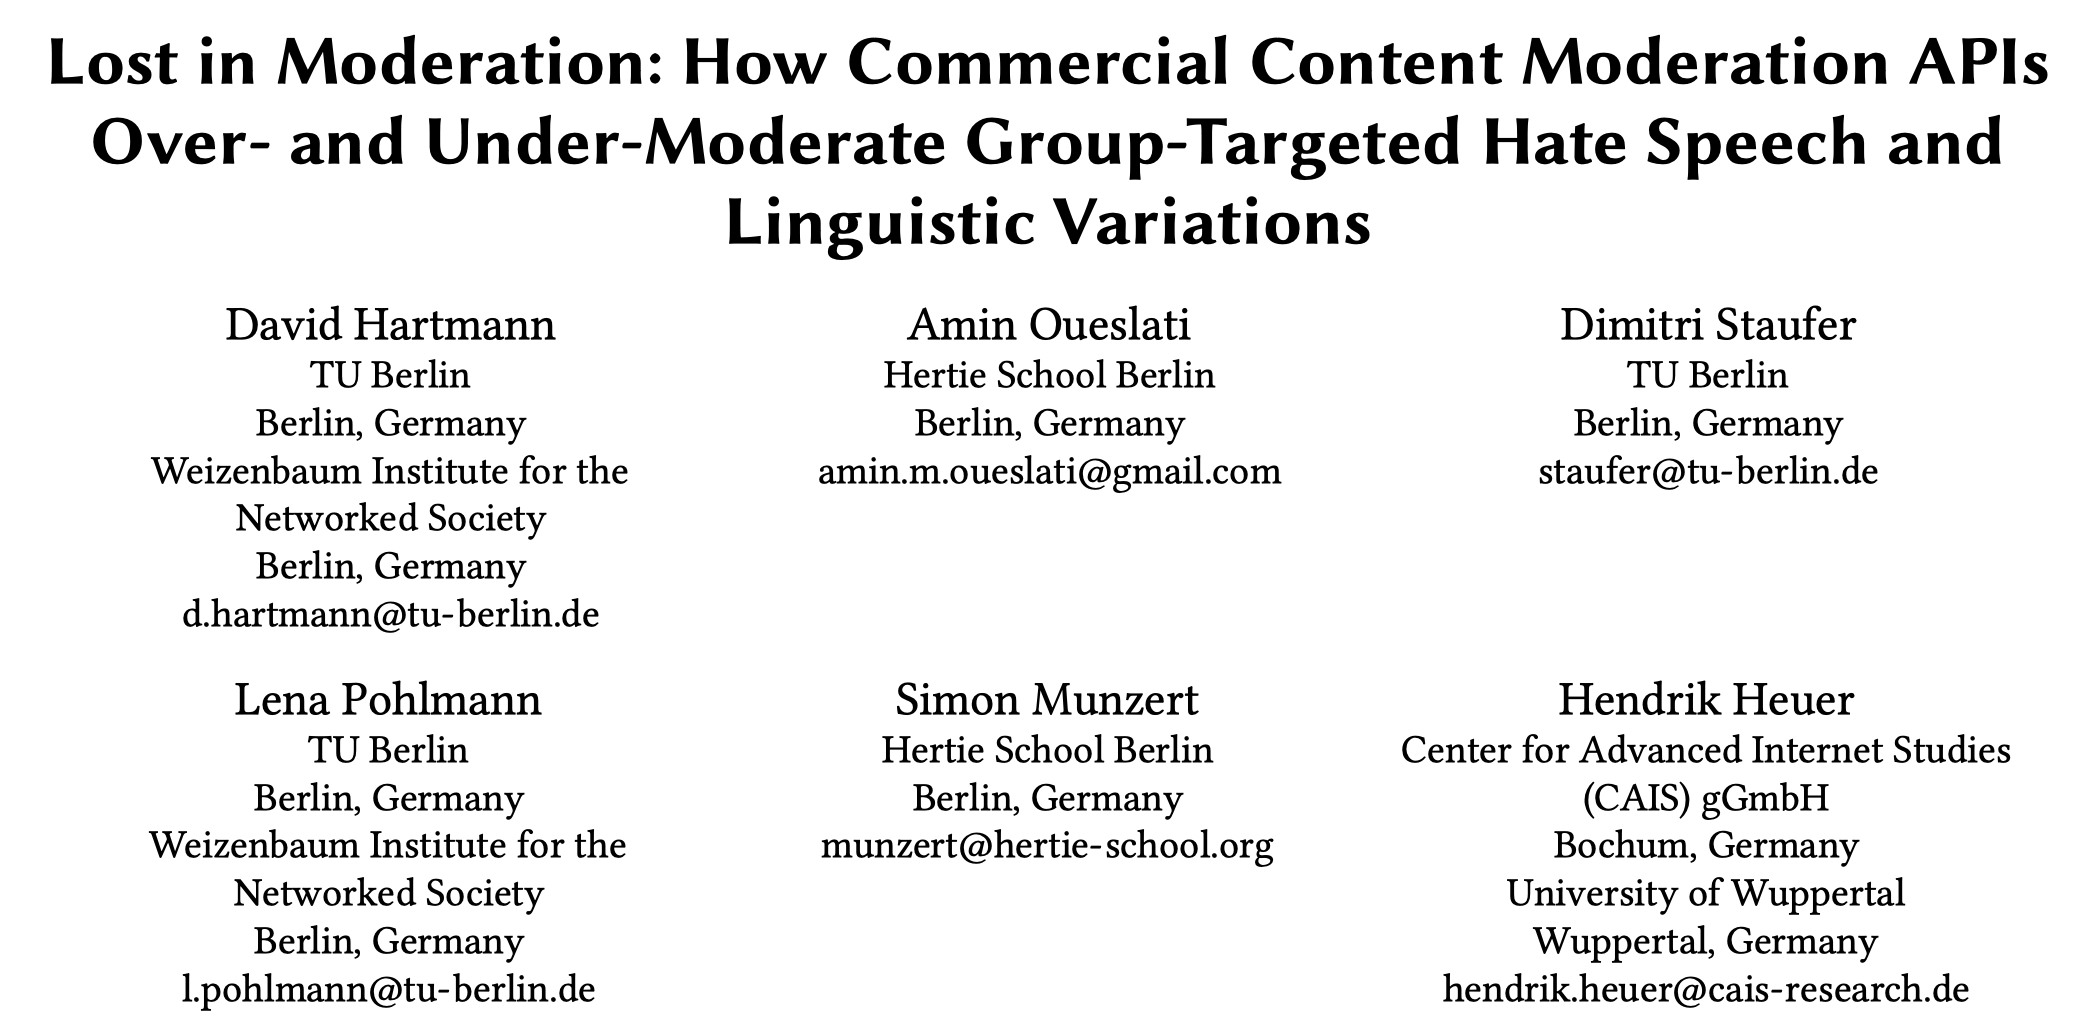 Lost in Moderation: How Commercial Content Moderation APIs
Over- and Under-Moderate Group-Targeted Hate Speech and
Linguistic Variations
David Hartmann
TU Berlin
Berlin, Germany
Weizenbaum Institute for the
Networked Society
Berlin, Germany
d.hartmann@tu-berlin.de
Amin Oueslati
Hertie School Berlin
Berlin, Germany
amin.m.oueslati@gmail.com
Dimitri Staufer
TU Berlin
Berlin, Germany
staufer@tu-berlin.de
Lena Pohlmann
TU Berlin
Berlin, Germany
Weizenbaum Institute for the
Networked Society
Berlin, Germany
l.pohlmann@tu-berlin.de
Simon Munzert
Hertie School Berlin
Berlin, Germany
munzert@hertie-school.org
Hendrik Heuer
Center for Advanced Internet Studies
(CAIS) gGmbH
Bochum, Germany
University of Wuppertal
Wuppertal, Germany
hendrik.heuer@cais-research.de